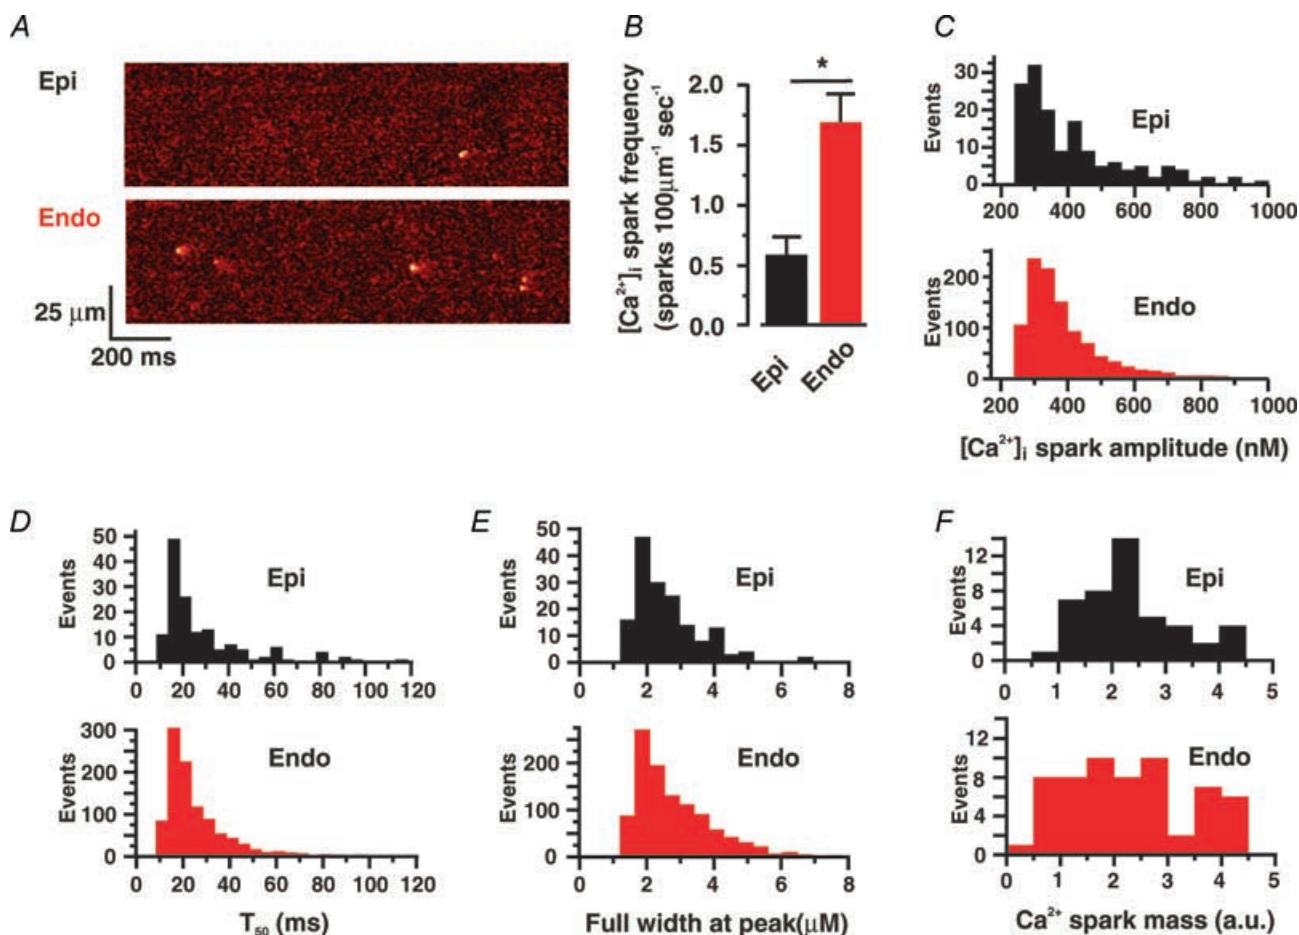 A
Epi
Endo
25 μm
200 ms
B
[Ca²⁺]ᵢ spark frequency
(sparks 100μm⁻¹ sec⁻¹)
2.0
1.5
1.0
0.5
0.0
*
Epi
Endo
C
Events
30
20
10
0
Epi
200 400 600 800 1000
Events
200
100
0
Endo
200 400 600 800 1000
[Ca²⁺]ᵢ spark amplitude (nM)
D
Events
50
40
30
20
10
0
Epi
0 20 40 60 80 100 120
Events
300
200
100
0
Endo
0 20 40 60 80 100 120
T₅₀ (ms)
E
Events
50
40
30
20
10
0
Epi
0 2 4 6 8
Events
200
100
0
Endo
0 2 4 6 8
Full width at peak(μM)
F
Events
12
8
4
0
Epi
0 1 2 3 4 5
Events
12
8
4
0
Endo
0 1 2 3 4 5
Ca²⁺ spark mass (a.u.)